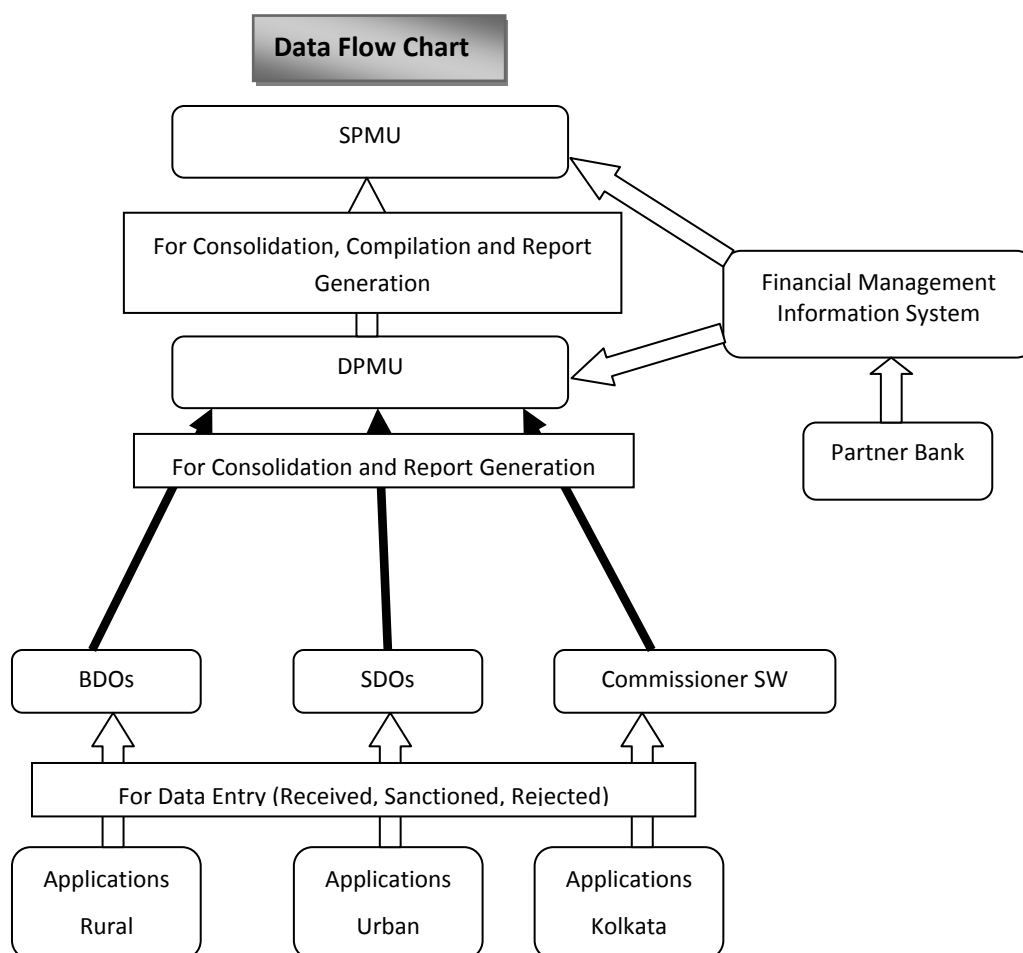 Data Flow Chart
SPMU
For Consolidation, Compilation and Report
Generation
Financial Management
Information System
DPMU
Partner Bank
For Consolidation and Report Generation
BDOs
SDOs
Commissioner SW
For Data Entry (Received, Sanctioned, Rejected)
Applications
Rural
Applications
Urban
Applications
Kolkata